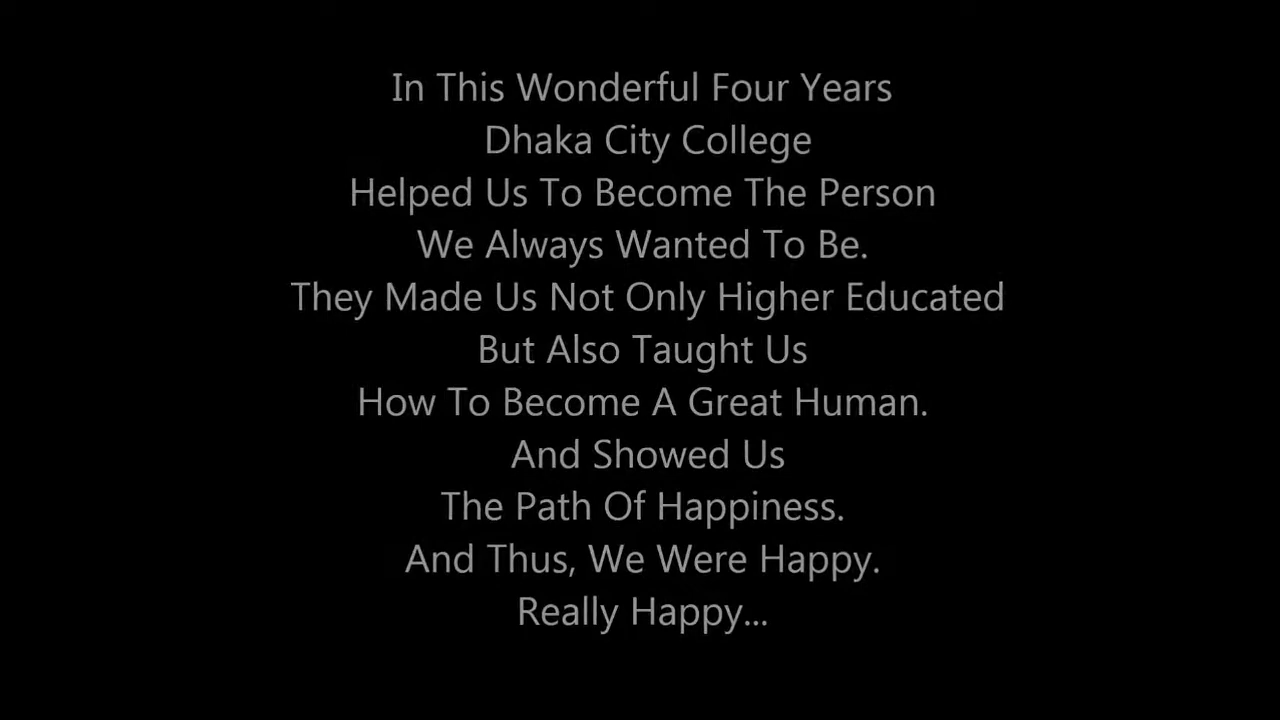 In This Wonderful Four Years
Dhaka City College
Helped Us To Become The Person
We Always Wanted To Be.
They Made Us Not Only Higher Educated
But Also Taught Us
How To Become A Great Human.
And Showed Us
The Path Of Happiness.
And Thus, We Were Happy.
Really Happy...